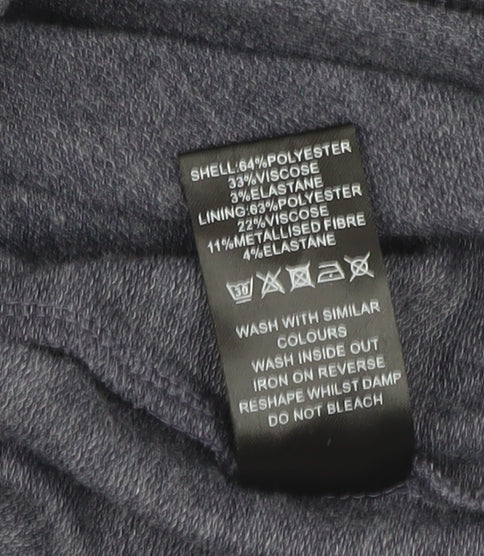 SHELL:64%POLYESTER
33%VISCOSE
3%ELASTANE
LINING:63%POLYESTER
22%VISCOSE
11%METALLISED FIBRE
4%ELASTANE
30
WASH WITH SIMILAR
COLOURS
WASH INSIDE OUT
IRON ON REVERSE
RESHAPE WHILST DAMP
DO NOT BLEACH